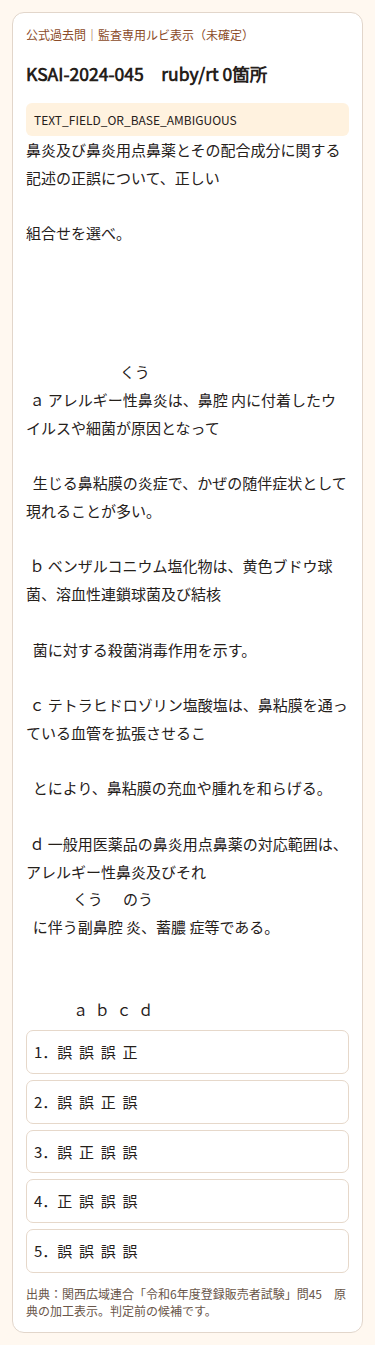 公式過去問｜監査専用ルビ表示（未確定）
KSAI-2024-045　ruby/rt 0箇所
TEXT_FIELD_OR_BASE_AMBIGUOUS
鼻炎及び鼻炎用点鼻薬とその配合成分に関する
記述の正誤について、正しい
組合せを選べ。
くう
ａ アレルギー性鼻炎は、鼻腔 内に付着したウ
イルスや細菌が原因となって
生じる鼻粘膜の炎症で、かぜの随伴症状として
現れることが多い。
ｂ ベンザルコニウム塩化物は、黄色ブドウ球
菌、溶血性連鎖球菌及び結核
菌に対する殺菌消毒作用を示す。
ｃ テトラヒドロゾリン塩酸塩は、鼻粘膜を通っ
ている血管を拡張させるこ
とにより、鼻粘膜の充血や腫れを和らげる。
ｄ 一般用医薬品の鼻炎用点鼻薬の対応範囲は、
アレルギー性鼻炎及びそれ
くう　のう
に伴う副鼻腔 炎、蓄膿 症等である。
ａ ｂ ｃ ｄ
1. 誤 誤 誤 正
2. 誤 誤 正 誤
3. 誤 正 誤 誤
4. 正 誤 誤 誤
5. 誤 誤 誤 誤
出典：関西広域連合「令和6年度登録販売者試験」問45　原
典の加工表示。判定前の候補です。